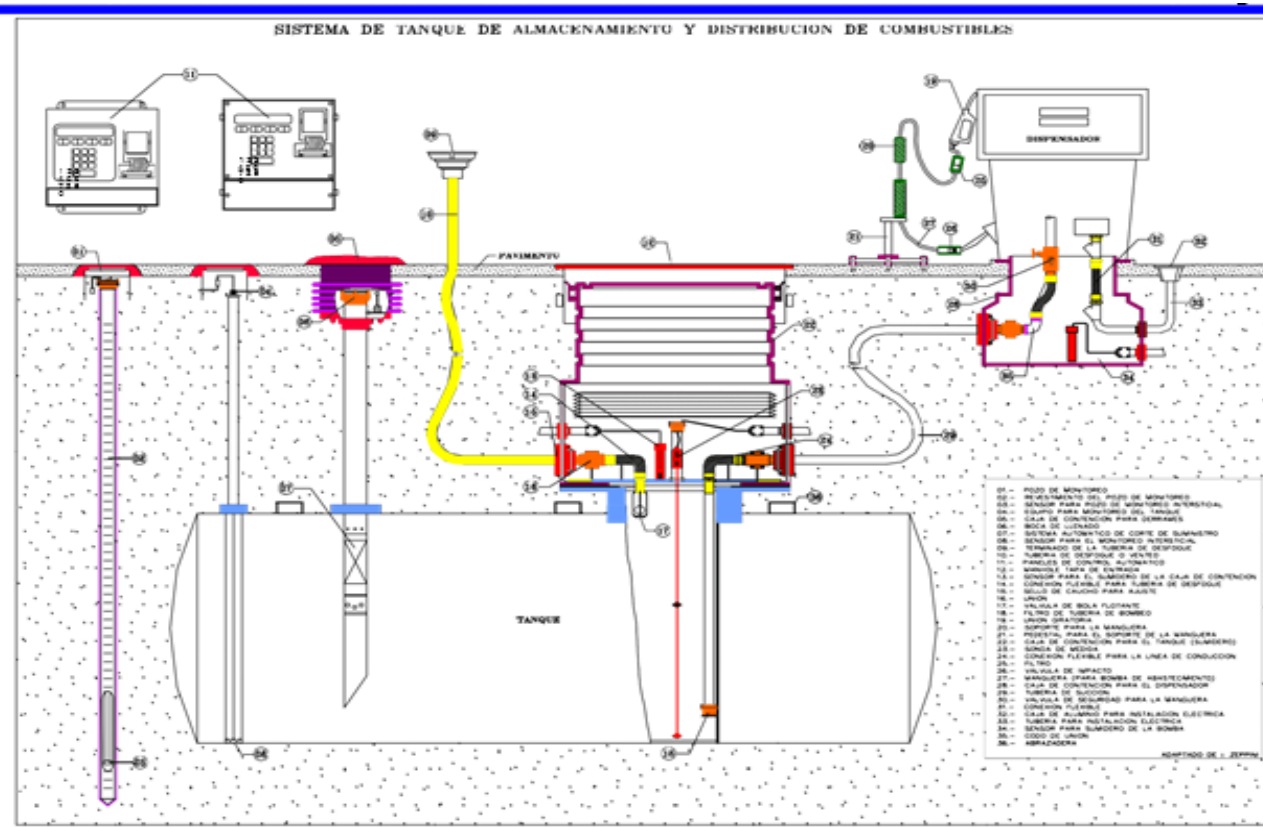 SISTEMA DE TANQUE DE ALMACENAMIENTO Y DISTRIBUCION DE COMBUSTIBLES
DISPENSADOR
PAVIMENTO
TANQUE
01.- POZO DE MONITOREO
02.- REVESTIMIENTO DEL POZO DE MONITOREO
03.- SENSOR PARA POZO DE MONITOREO INTERSTICIAL
04.- EQUIPO PARA MONITOREO DEL TANQUE
05.- CAJA DE CONTENCION PARA DERRAMES
06.- BOCA DE LLENADO
07.- SISTEMA AUTOMATICO DE CORTE DE SUMINISTRO
08.- SENSOR PARA EL MONITOREO INTERSTICIAL
09.- TERMINADO DE LA TUBERIA DE DESFOGUE
10.- TUBERIA DE DESFOGUE O VENTEO
11.- PANELES DE CONTROL AUTOMATICO
12.- MANHOLE TAPA DE ENTRADA
13.- SENSOR PARA EL SUMIDERO DE LA CAJA DE CONTENCION
14.- CONEXION FLEXIBLE PARA TUBERIA DE DESFOGUE
15.- SELLO DE CAUCHO PARA AJUSTE
16.- UNION
17.- VALVULA DE BOLA FLOTANTE
18.- FILTRO DE TUBERIA DE BOMBEO
19.- UNION GIRATORIA
20.- SOPORTE PARA LA MANGUERA
21.- PEDESTAL PARA EL SOPORTE DE LA MANGUERA
22.- CAJA DE CONTENCION PARA EL TANQUE (SUMIDERO)
23.- SONDA DE MEDIDA
24.- CONEXION FLEXIBLE PARA LA LINEA DE CONDUCCION
25.- FILTRO
26.- VALVULA DE IMPACTO
27.- MANGUERA (PARA BOMBA DE ABASTECIMIENTO)
28.- CAJA DE CONTENCION PARA EL DISPENSADOR
29.- TUBERIA DE SUCCION
30.- VALVULA DE SEGURIDAD PARA LA MANGUERA
31.- CONEXION FLEXIBLE
32.- CAJA DE ALUMINIO PARA INSTALACION ELECTRICA
33.- TUBERIA PARA INSTALACION ELECTRICA
34.- SENSOR PARA SUMIDERO DE LA BOMBA
35.- CODO DE UNION
36.- ABRAZADERA
ADAPTADO DE : ZEPPINI